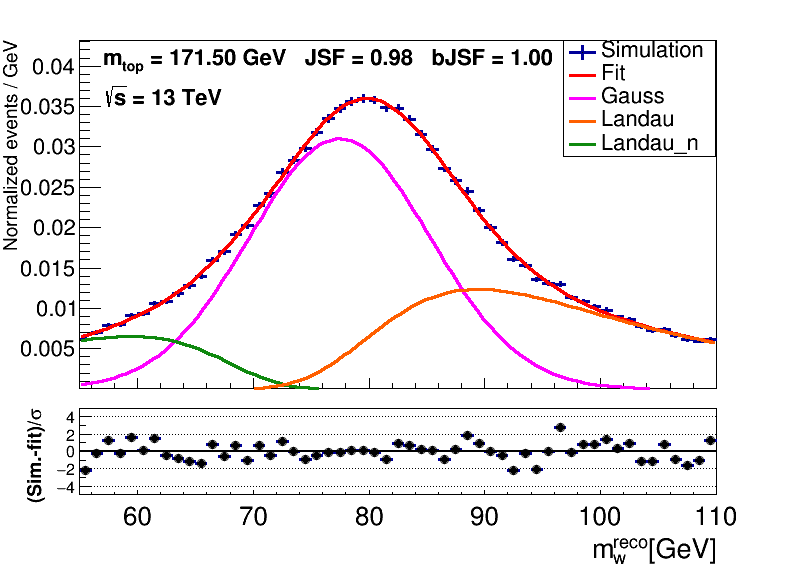 m_top = 171.50 GeV JSF = 0.98 bJSF = 1.00
√s = 13 TeV
Simulation
Fit
Gauss
Landau
Landau_n
Normalized events / GeV
0.04
0.035
0.03
0.025
0.02
0.015
0.01
0.005
(Sim.-fit)/σ
4
2
0
−2
−4
60 70 80 90 100 110
m_w^reco[GeV]